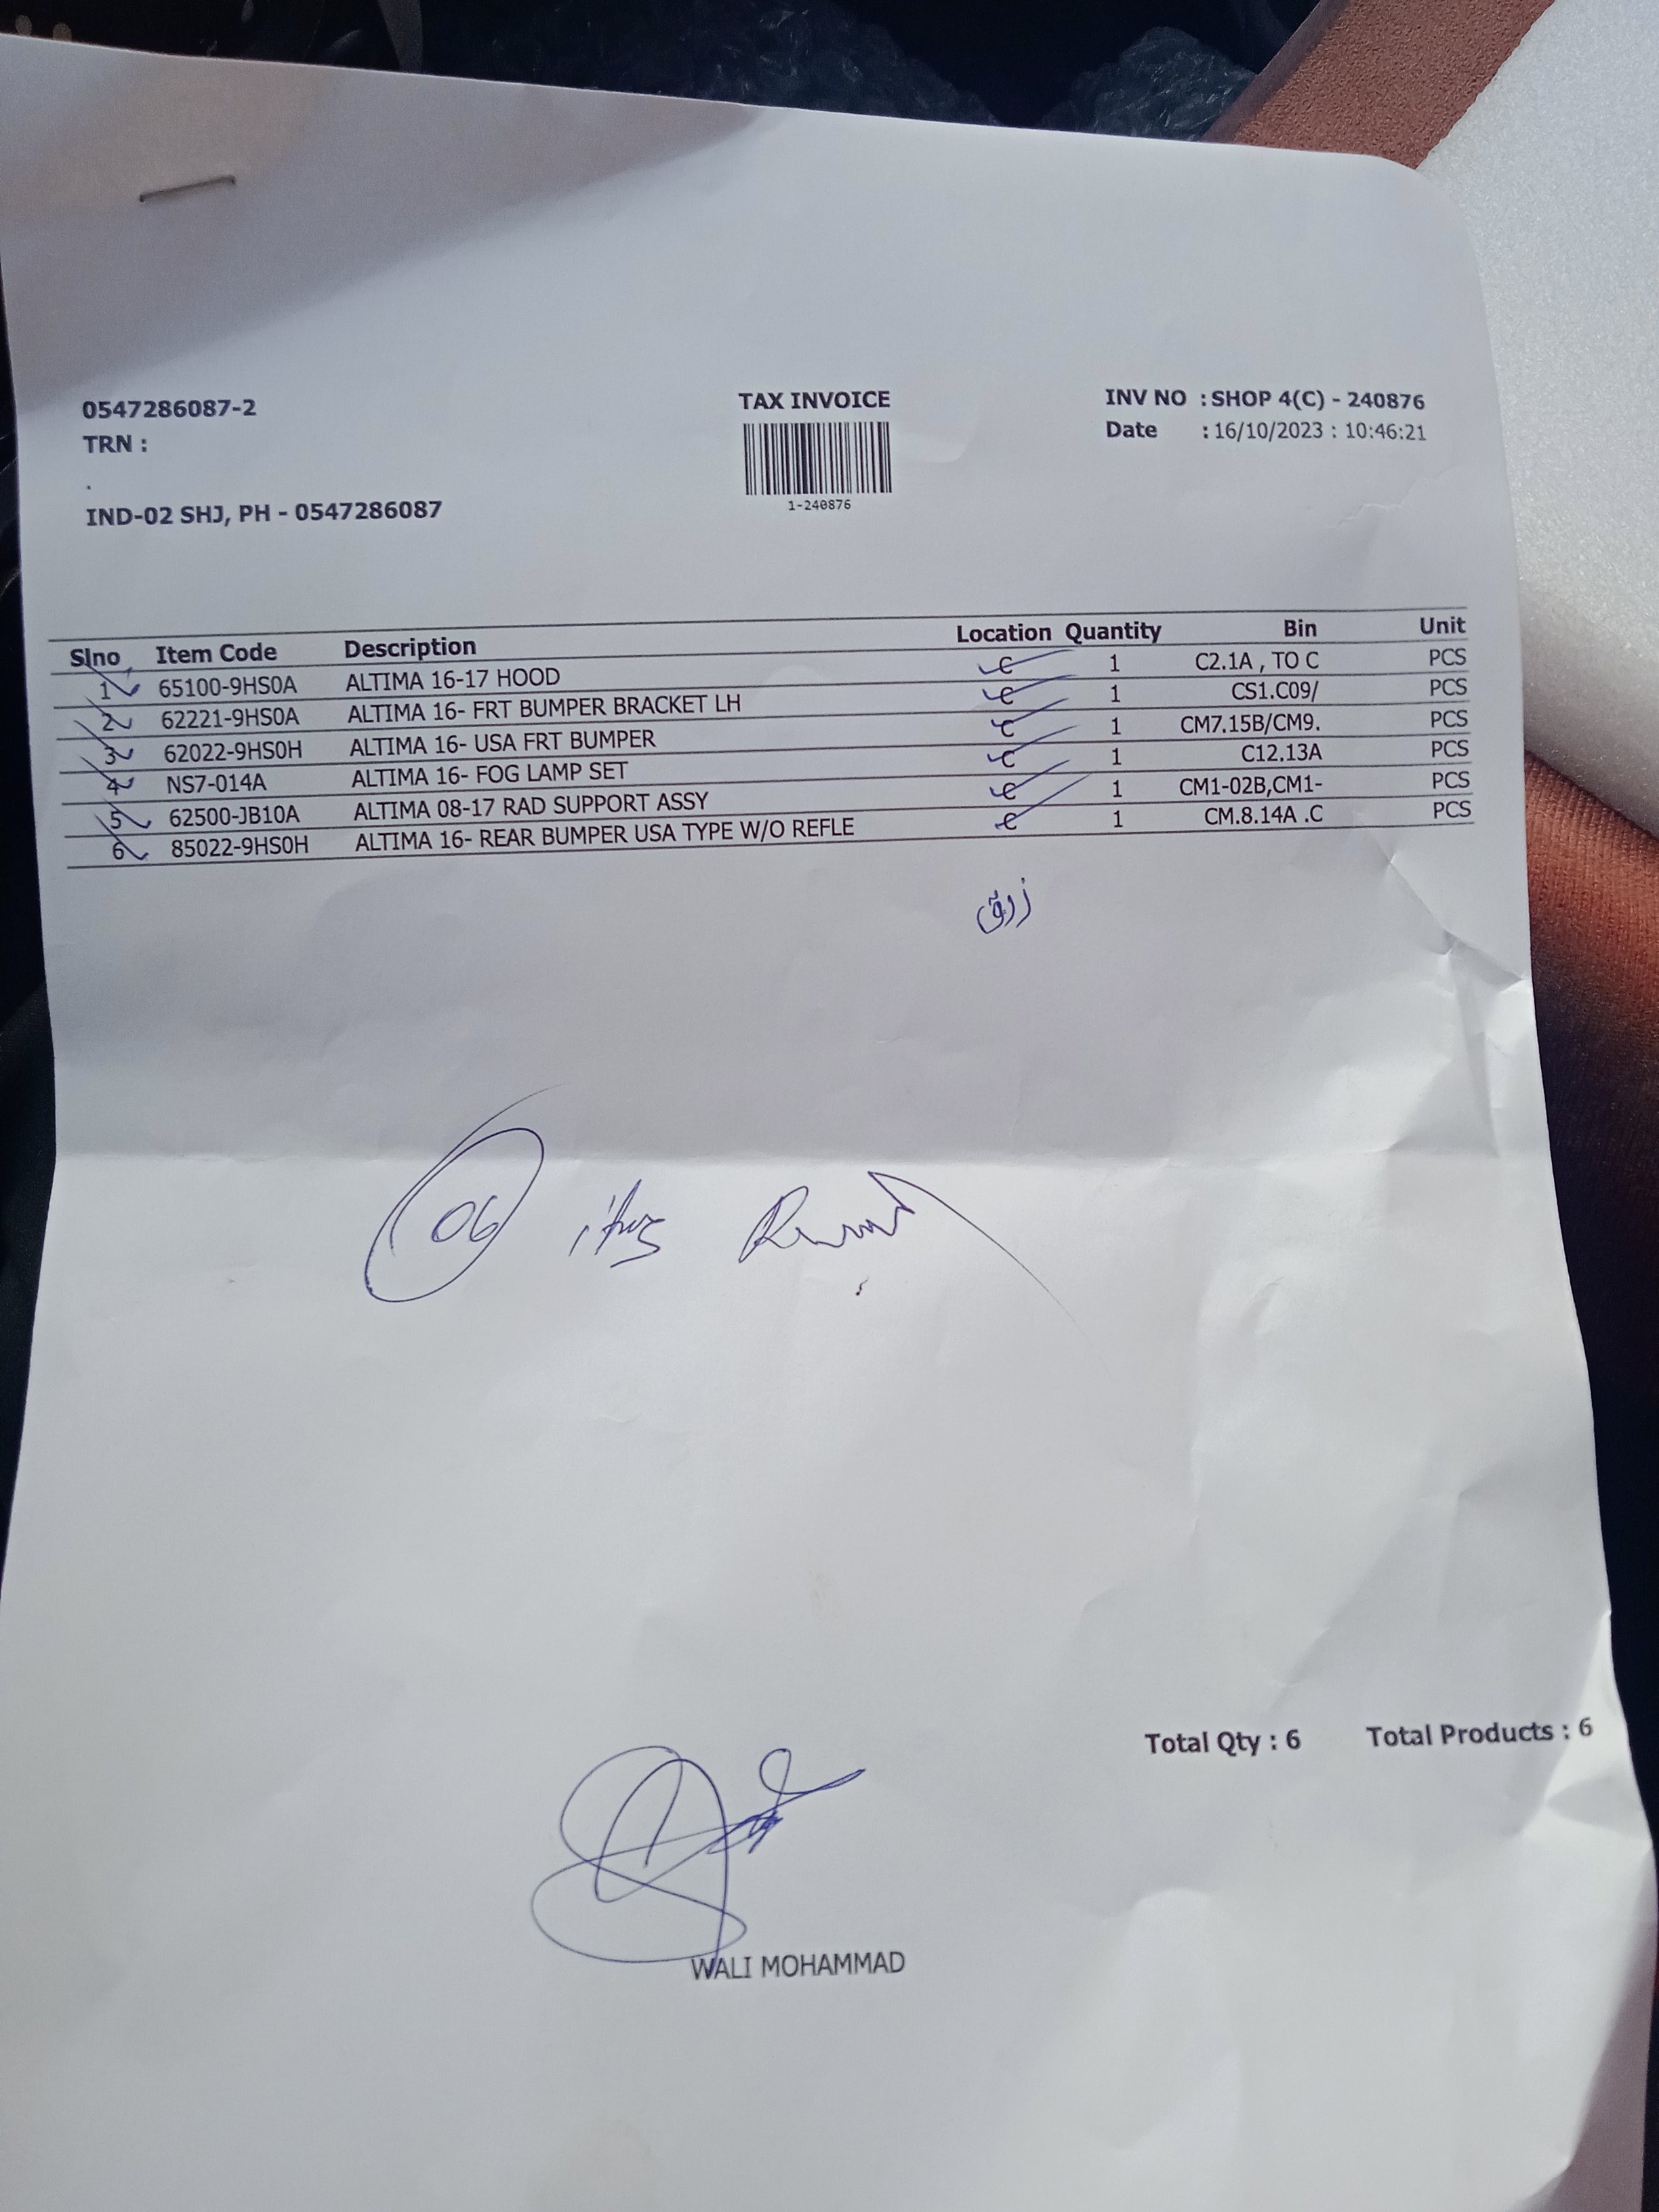 0547286087-2
TAX INVOICE
INV NO : SHOP 4(C) - 240876
TRN :
Date : 16/10/2023 : 10:46:21
.
1-240876
IND-02 SHJ, PH - 0547286087
Slno Item Code Description Location Quantity Bin Unit
1 65100-9HS0A ALTIMA 16-17 HOOD C 1 C2.1A , TO C PCS
2 62221-9HS0A ALTIMA 16- FRT BUMPER BRACKET LH C 1 CS1.C09/ PCS
3 62022-9HS0H ALTIMA 16- USA FRT BUMPER C 1 CM7.15B/CM9. PCS
4 NS7-014A ALTIMA 16- FOG LAMP SET C 1 C12.13A PCS
5 62500-JB10A ALTIMA 08-17 RAD SUPPORT ASSY C 1 CM1-02B,CM1- PCS
6 85022-9HS0H ALTIMA 16- REAR BUMPER USA TYPE W/O REFLE C 1 CM.8.14A .C PCS
06
Total Qty : 6 Total Products : 6
WALI MOHAMMAD